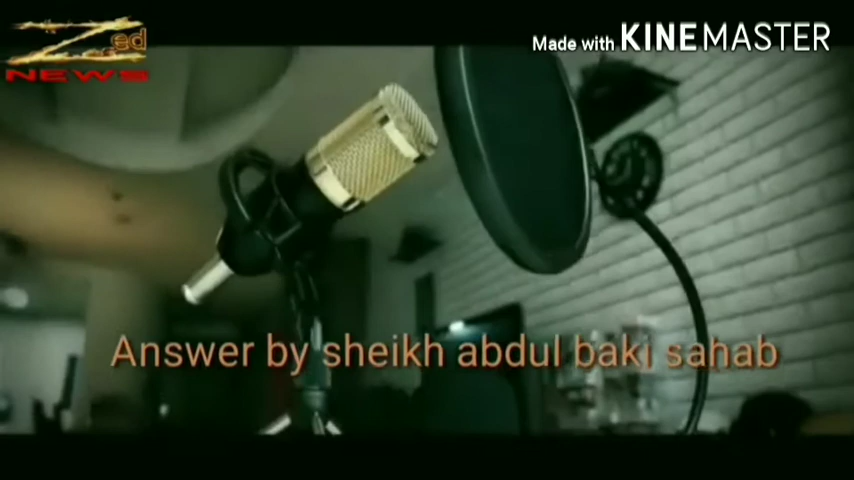 Zed
NEWS
Made with KINEMASTER
Answer by sheikh abdul baki sahab